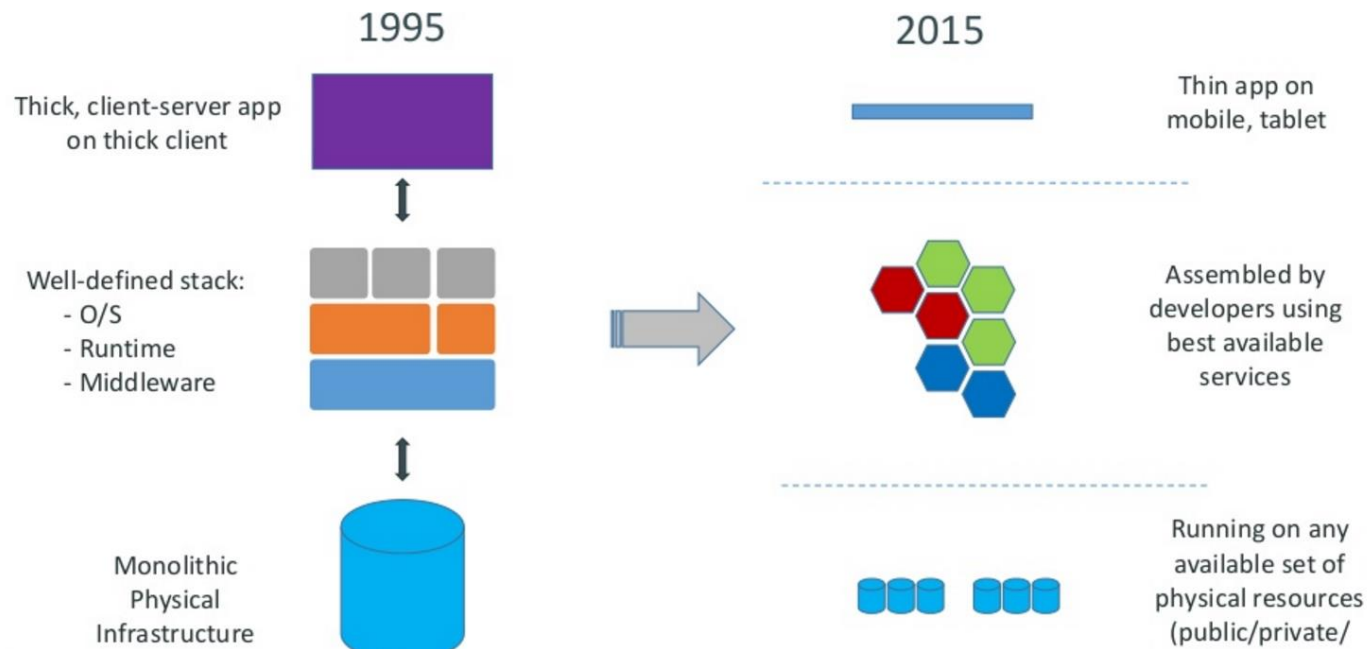 1995
2015
Thick, client-server app
on thick client
Thin app on
mobile, tablet
Well-defined stack:
- O/S
- Runtime
- Middleware
Assembled by
developers using
best available
services
Monolithic
Physical
Infrastructure
Running on any
available set of
physical resources
(public/private/